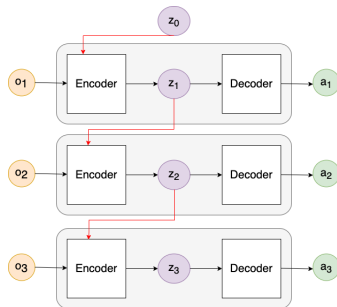 z0
o1 Encoder z1 Decoder a1
o2 Encoder z2 Decoder a2
o3 Encoder z3 Decoder a3